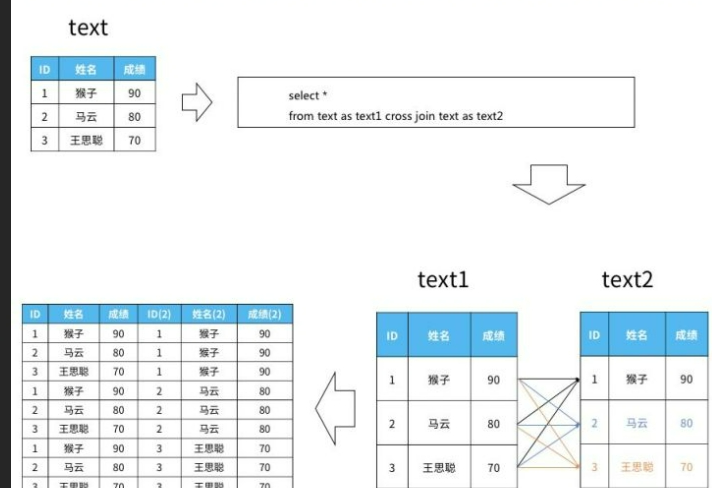 text
ID 姓名 成绩
1 猴子 90
2 马云 80
3 王思聪 70
select *
from text as text1 cross join text as text2
text1
ID 姓名 成绩
1 猴子 90
2 马云 80
3 王思聪 70
text2
ID 姓名 成绩
1 猴子 90
2 马云 80
3 王思聪 70
ID 姓名 成绩 ID(2) 姓名(2) 成绩(2)
1 猴子 90 1 猴子 90
2 马云 80 1 猴子 90
3 王思聪 70 1 猴子 90
1 猴子 90 2 马云 80
2 马云 80 2 马云 80
3 王思聪 70 2 马云 80
1 猴子 90 3 王思聪 70
2 马云 80 3 王思聪 70
3 王思聪 70 3 王思聪 70